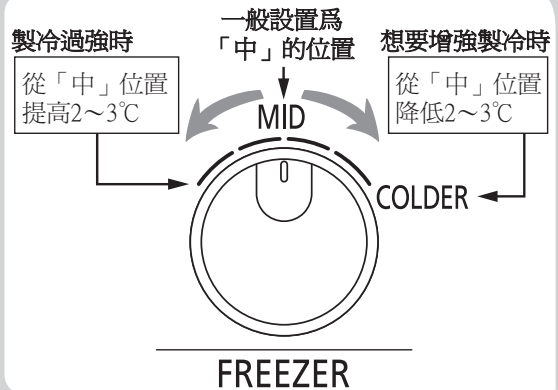 製冷過強時
從「中」位置
提高2～3℃
一般設置爲
「中」的位置
想要增強製冷時
從「中」位置
降低2～3℃
MID
COLDER
FREEZER